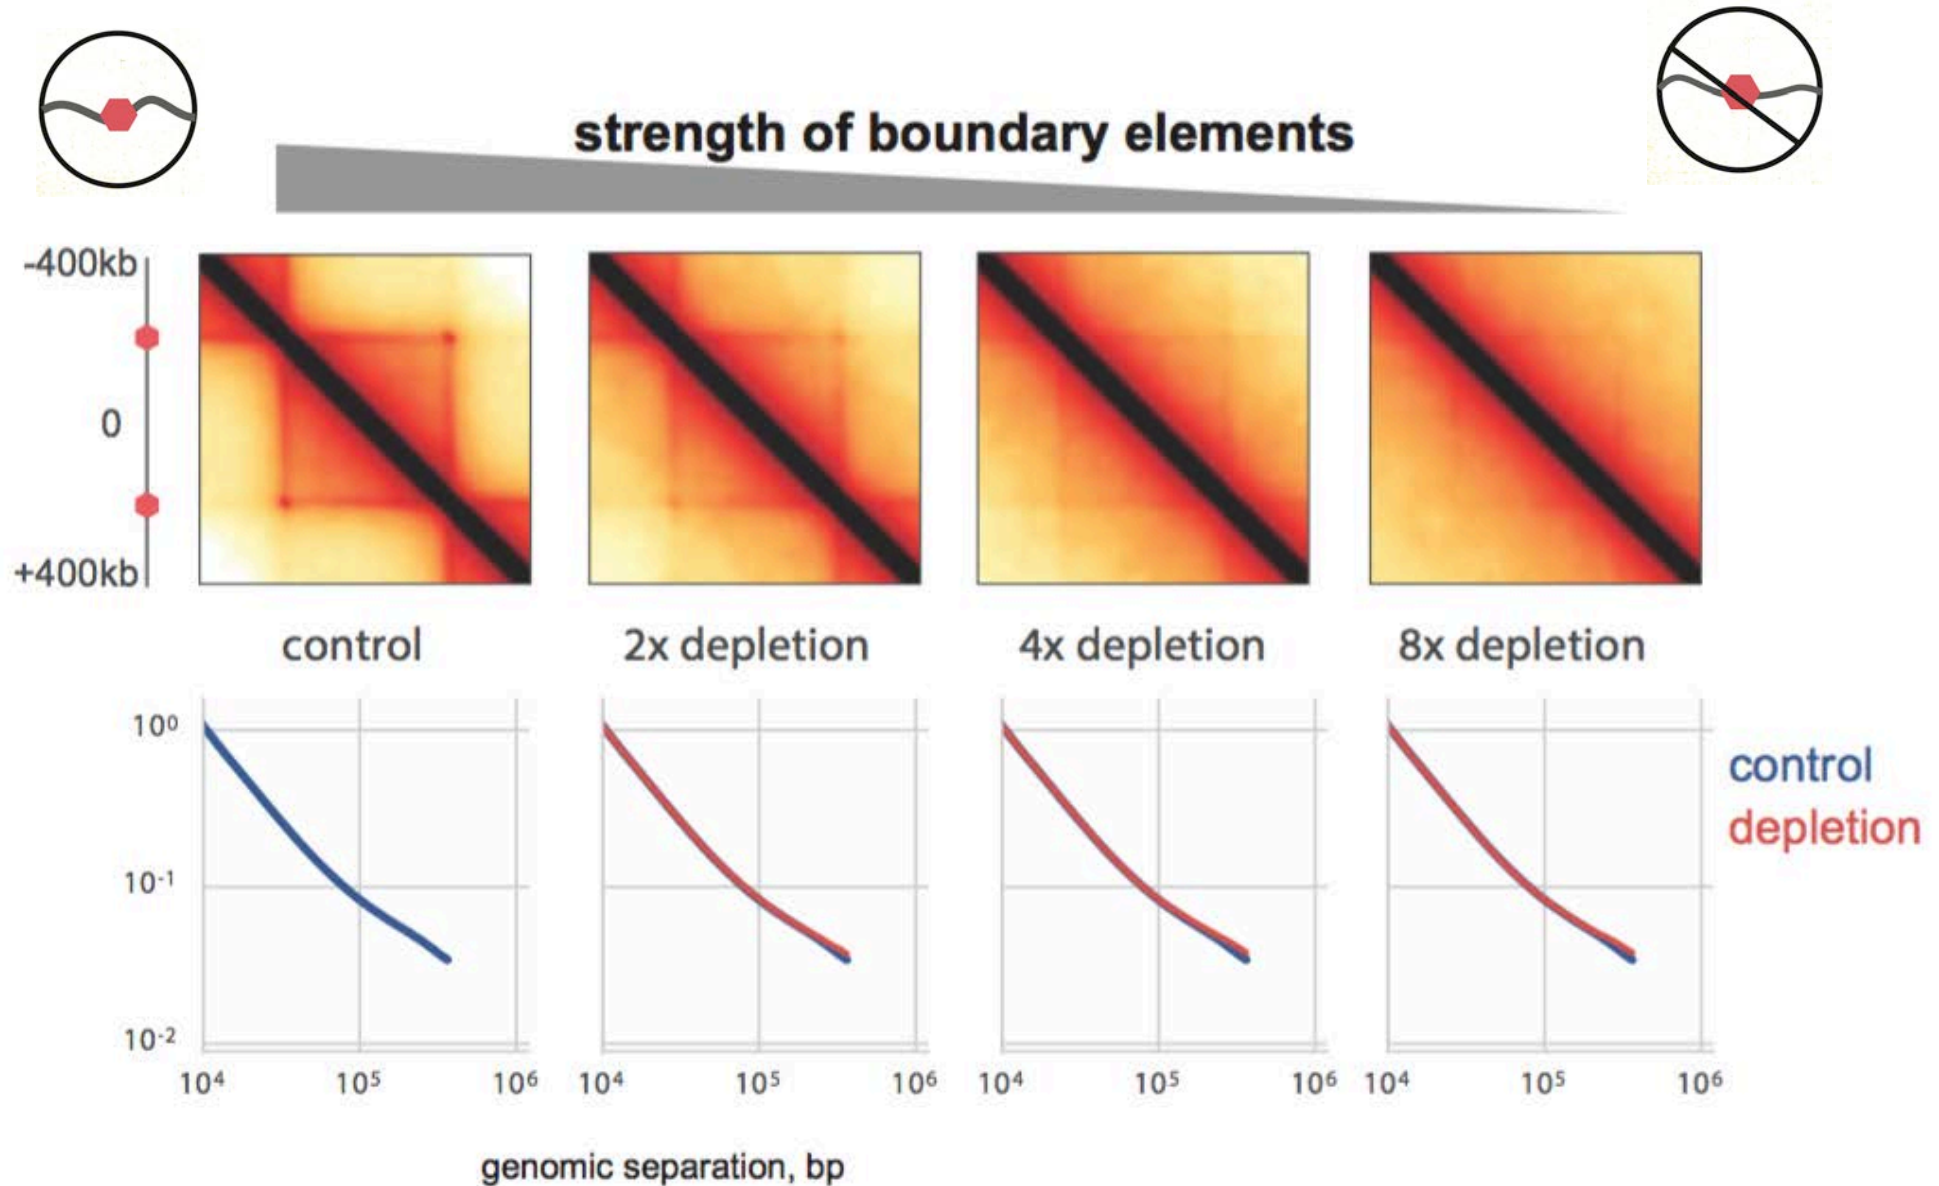 strength of boundary elements
-400kb
0
+400kb
control
2x depletion
4x depletion
8x depletion
10⁰
10⁻¹
10⁻²
control
depletion
10⁴ 10⁵ 10⁶
10⁴ 10⁵ 10⁶
10⁴ 10⁵ 10⁶
10⁴ 10⁵ 10⁶
genomic separation, bp